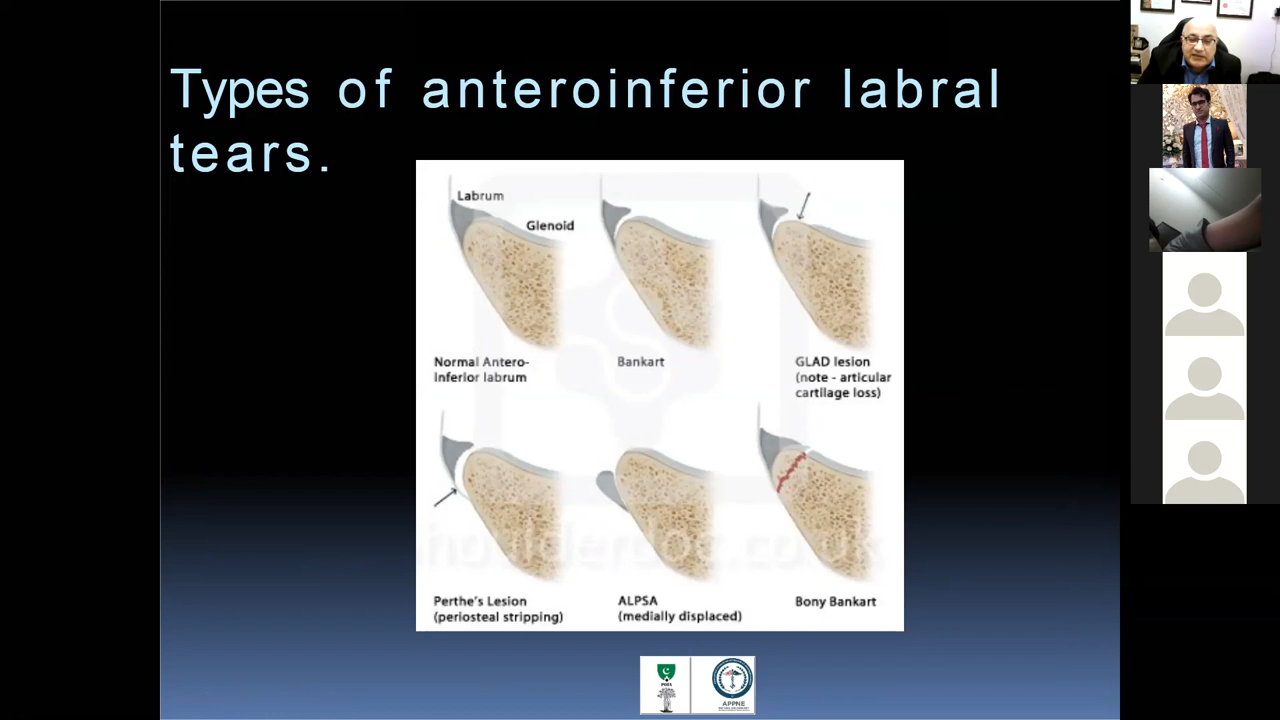 Types of anteroinferior labral
tears.
Labrum
Glenoid
Normal Antero-
inferior labrum
Bankart
GLAD lesion
(note - articular
cartilage loss)
Perthe's Lesion
(periosteal stripping)
ALPSA
(medially displaced)
Bony Bankart
shoulderdoc.co.uk
APPNE